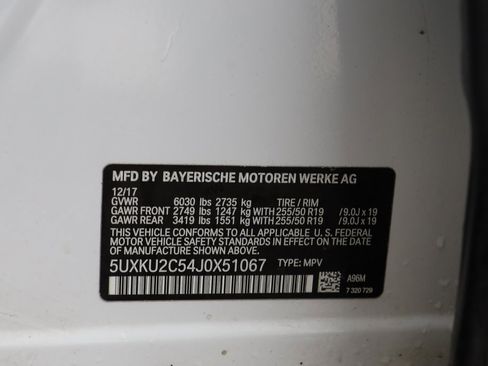 MFD BY BAYERISCHE MOTOREN WERKE AG
12/17
GVWR 6030 lbs 2735 kg TIRE / RIM
GAWR FRONT 2749 lbs 1247 kg WITH 255/50 R19 / 9.0J x 19
GAWR REAR 3419 lbs 1551 kg WITH 255/50 R19 / 9.0J x 19
THIS VEHICLE CONFORMS TO ALL APPLICABLE U.S. FEDERAL
MOTOR VEHICLE SAFETY STANDARDS IN EFFECT ON
THE DATE OF MANUFACTURE SHOWN ABOVE.
5UXKU2C54J0X51067 TYPE: MPV
A96M
7 320 729